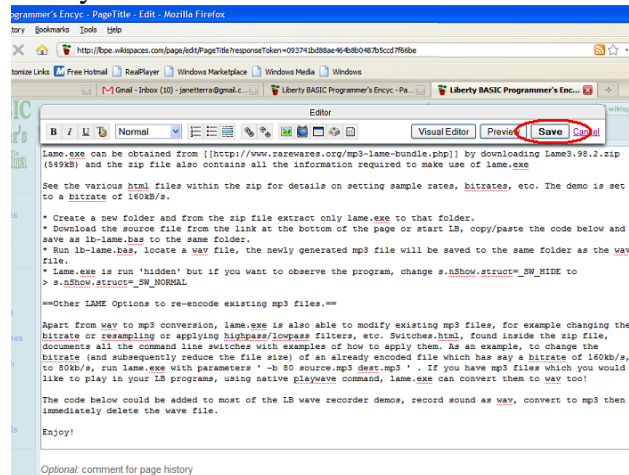 rogrammer's Encyc - PageTitle - Edit - Mozilla Firefox
tory Bookmarks Tools Help
http://lbpe.wikispaces.com/page/edit/PageTitle?responseToken=093741bd88ae464b8b0487b5ccd7f66be
tomize Links Free Hotmail RealPlayer Windows Marketplace Windows Media Windows
Gmail - Inbox (10) - janetterra@gmail.c... Liberty BASIC Programmer's Encyc - Pa... Liberty BASIC Programmer's Enc...
IC
Editor
wikisp
B I U Normal Visual Editor Preview Save Cancel
Lame.exe can be obtained from [[http://www.rarewares.org/mp3-lame-bundle.php]] by downloading Lame3.98.2.zip
(549kB) and the zip file also contains all the information required to make use of lame.exe
See the various html files within the zip for details on setting sample rates, bitrates, etc. The demo is set
to a bitrate of 160kB/s.
* Create a new folder and from the zip file extract only lame.exe to that folder.
* Download the source file from the link at the bottom of the page or start LB, copy/paste the code below and
save as lb-lame.bas to the same folder.
* Run lb-lame.bas, locate a wav file, the newly generated mp3 file will be saved to the same folder as the wav
file.
* Lame.exe is run 'hidden' but if you want to observe the program, change s.nShow.struct=_SW_HIDE to
> s.nShow.struct=_SW_NORMAL
==Other LAME Options to re-encode existing mp3 files.==
Apart from wav to mp3 conversion, lame.exe is also able to modify existing mp3 files, for example changing the
bitrate or resampling or applying highpass/lowpass filters, etc. Switches.html, found inside the zip file,
documents all the command line switches with examples of how to apply them. As an example, to change the
bitrate (and subsequently reduce the file size) of an already encoded file which has say a bitrate of 160kb/s,
to 80kb/s, run lame.exe with parameters ' -b 80 source.mp3 dest.mp3 ' . If you have mp3 files which you would
like to play in your LB programs, using native playwave command, lame.exe can convert them to wav too!
The code below could be added to most of the LB wave recorder demos, record sound as wav, convert to mp3 then
immediately delete the wave file.
Enjoy!
Optional: comment for page history